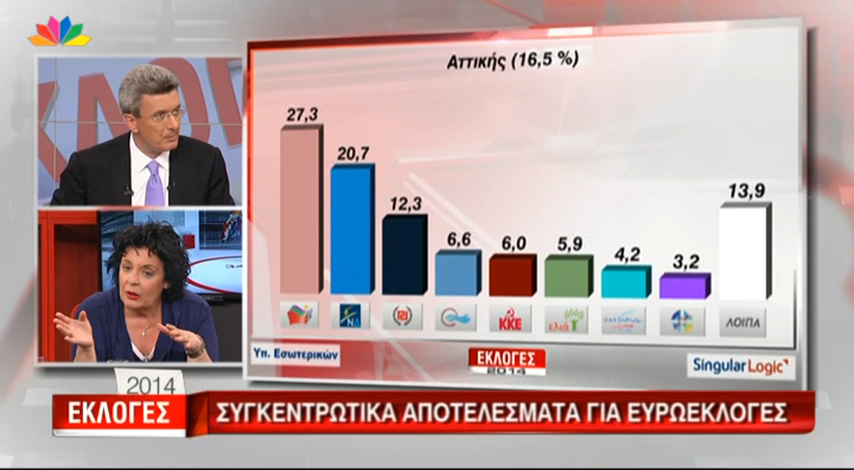 Αττικής (16,5 %)
27,3
20,7
12,3
6,6
6,0
5,9
4,2
3,2
13,9
ΝΔ
ΚΚΕ
ελιά
ΛΟΙΠΑ
Υπ. Εσωτερικών
ΕΚΛΟΓΕΣ
2014
SingularLogic
2014
ΕΚΛΟΓΕΣ
ΣΥΓΚΕΝΤΡΩΤΙΚΑ ΑΠΟΤΕΛΕΣΜΑΤΑ ΓΙΑ ΕΥΡΩΕΚΛΟΓΕΣ